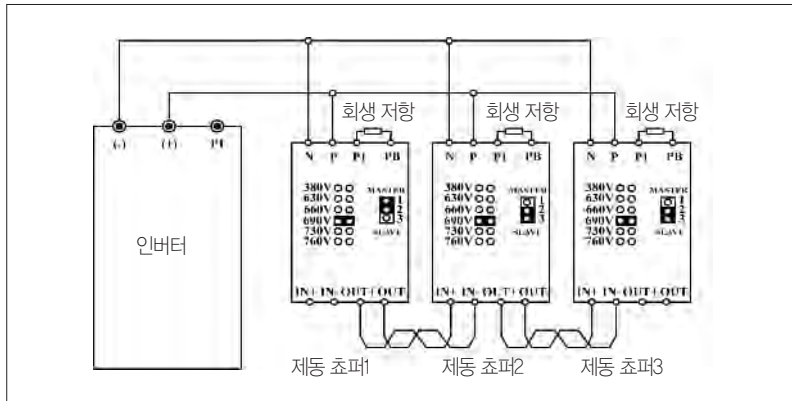 회생 저항 회생 저항 회생 저항
(-) (+) P1
N P P1 PB N P P1 PB N P P1 PB
인버터
380V MASTER 380V MASTER 380V MASTER
630V 1 630V 1 630V 1
660V 2 660V 2 660V 2
690V 3 690V 3 690V 3
730V SLAVE 730V SLAVE 730V SLAVE
760V 760V 760V
IN+ IN- OUT+ OUT- IN+ IN- OUT+ OUT- IN+ IN- OUT+ OUT-
제동 쵸퍼1 제동 쵸퍼2 제동 쵸퍼3